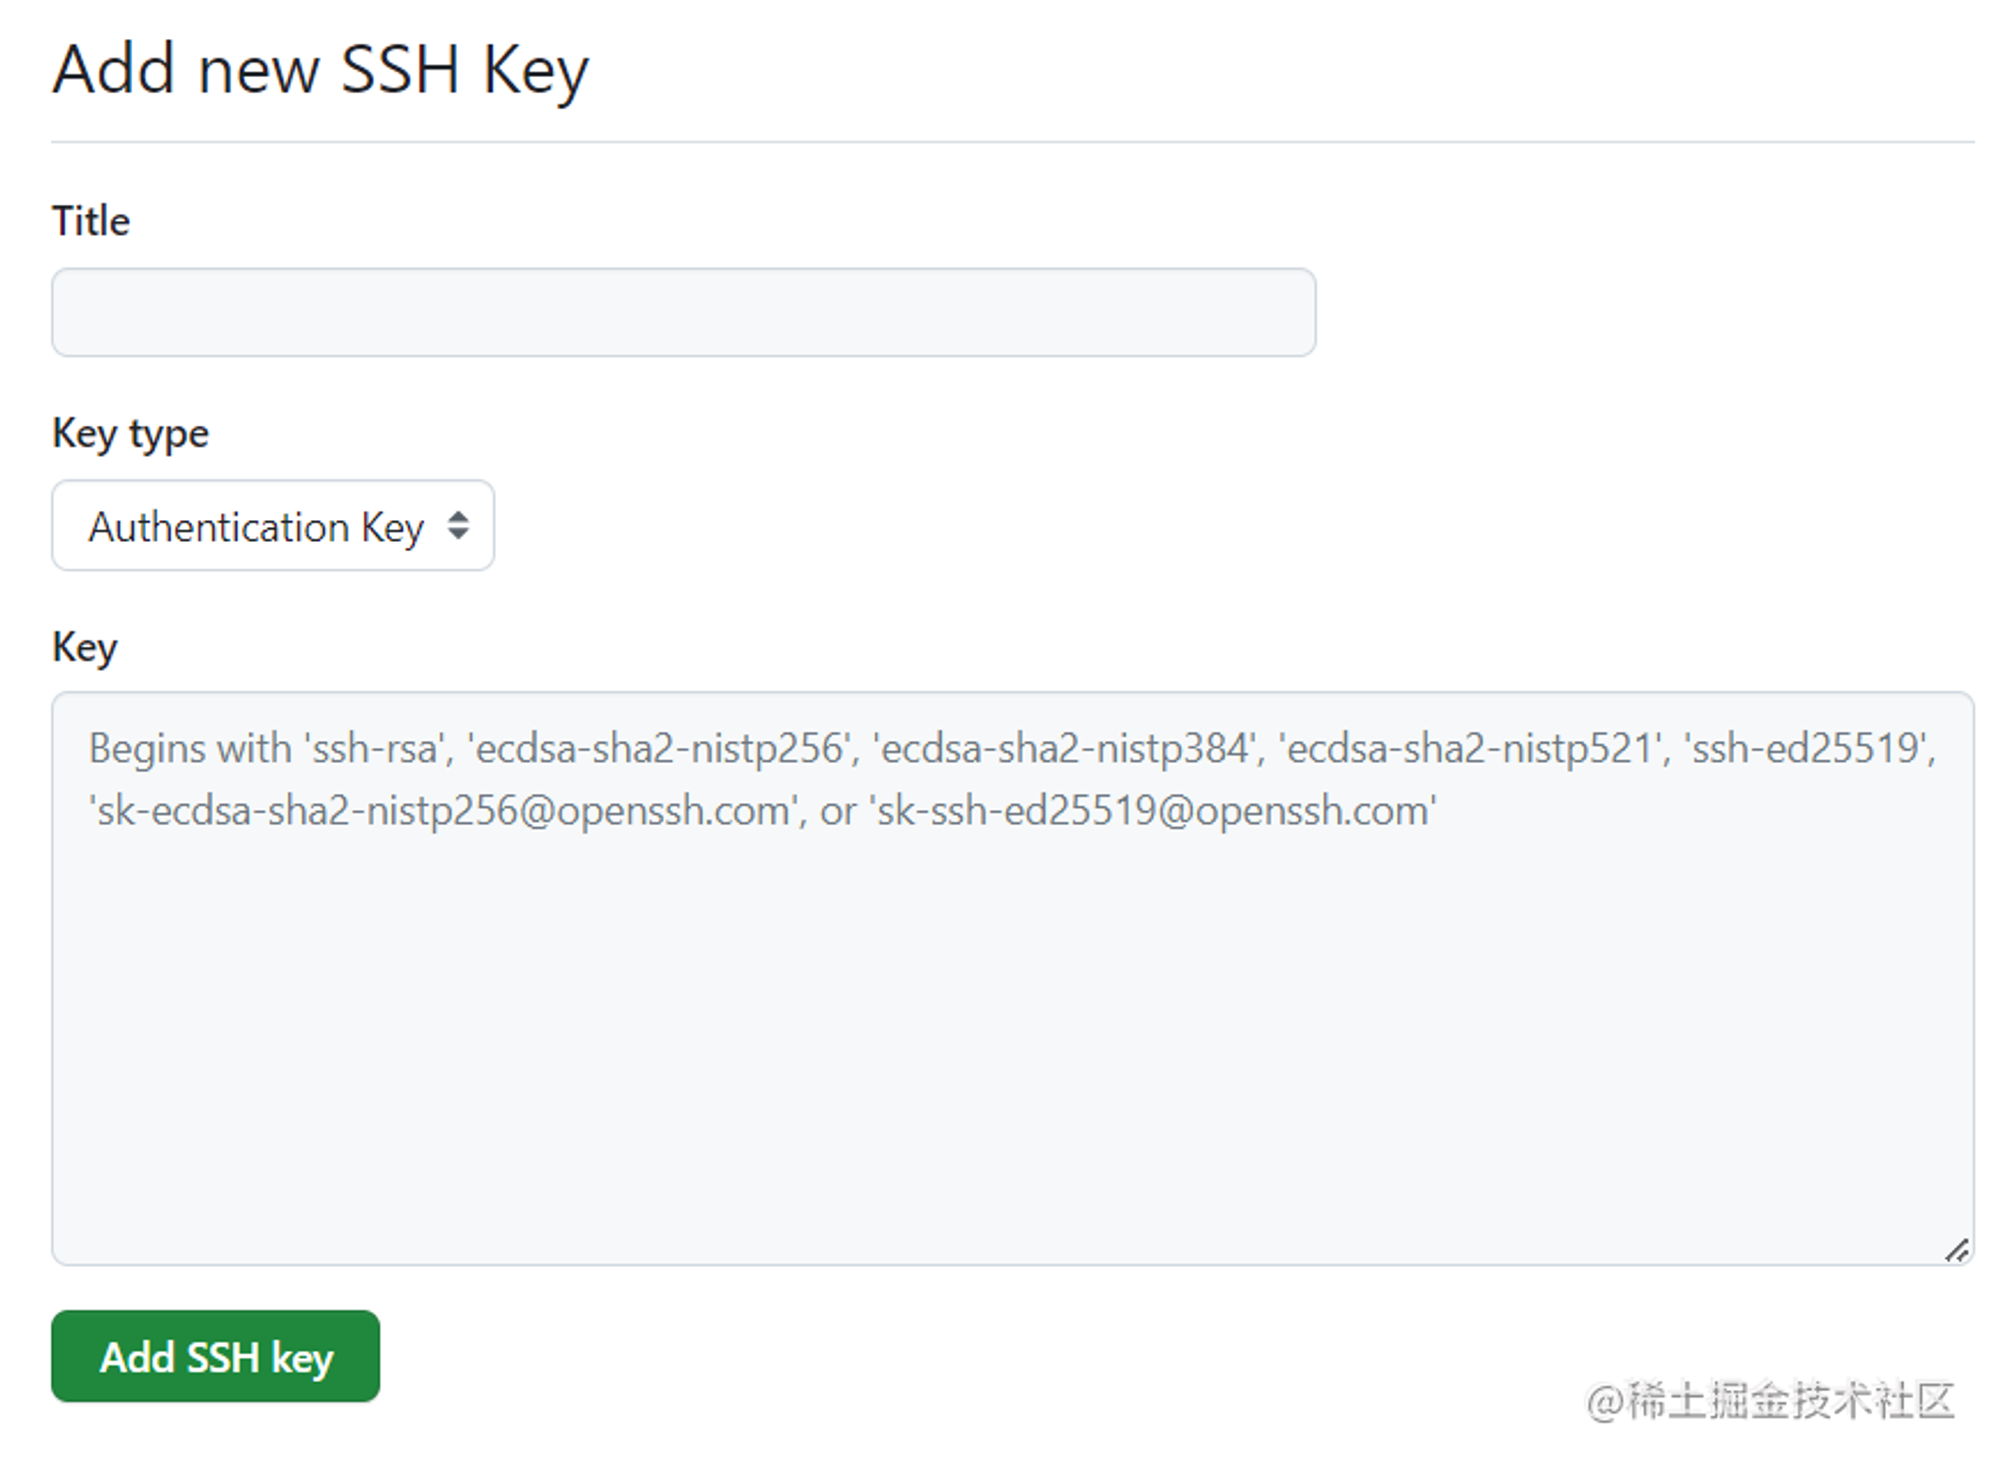 Add new SSH Key
Title
Key type
Authentication Key
Key
Begins with 'ssh-rsa', 'ecdsa-sha2-nistp256', 'ecdsa-sha2-nistp384', 'ecdsa-sha2-nistp521', 'ssh-ed25519',
'sk-ecdsa-sha2-nistp256@openssh.com', or 'sk-ssh-ed25519@openssh.com'
Add SSH key
@稀土掘金技术社区